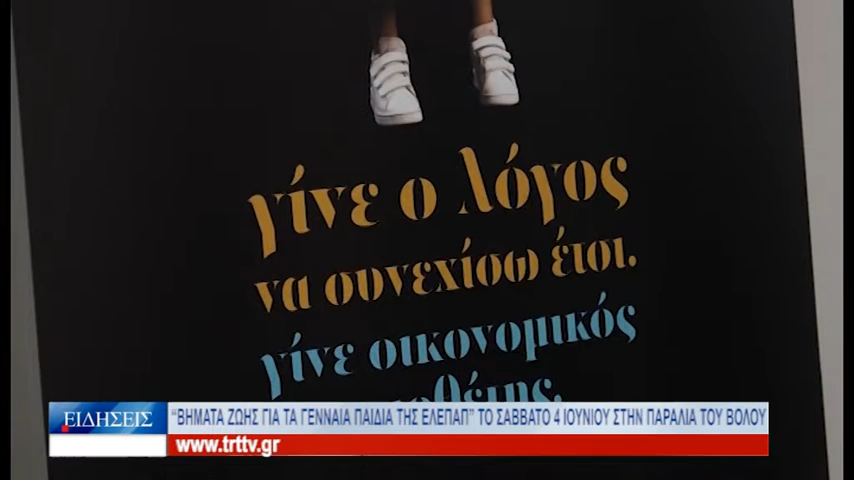 γίνε ο λόγος
να συνεχίσω έτσι.
γίνε οικονομικός
ΕΙΔΗΣΕΙΣ
“ΒΗΜΑΤΑ ΖΩΗΣ ΓΙΑ ΤΑ ΓΕΝΝΑΙΑ ΠΑΙΔΙΑ ΤΗΣ ΕΛΕΠΑΠ” ΤΟ ΣΑΒΒΑΤΟ 4 ΙΟΥΝΙΟΥ ΣΤΗΝ ΠΑΡΑΛΙΑ ΤΟΥ ΒΟΛΟΥ
www.trttv.gr